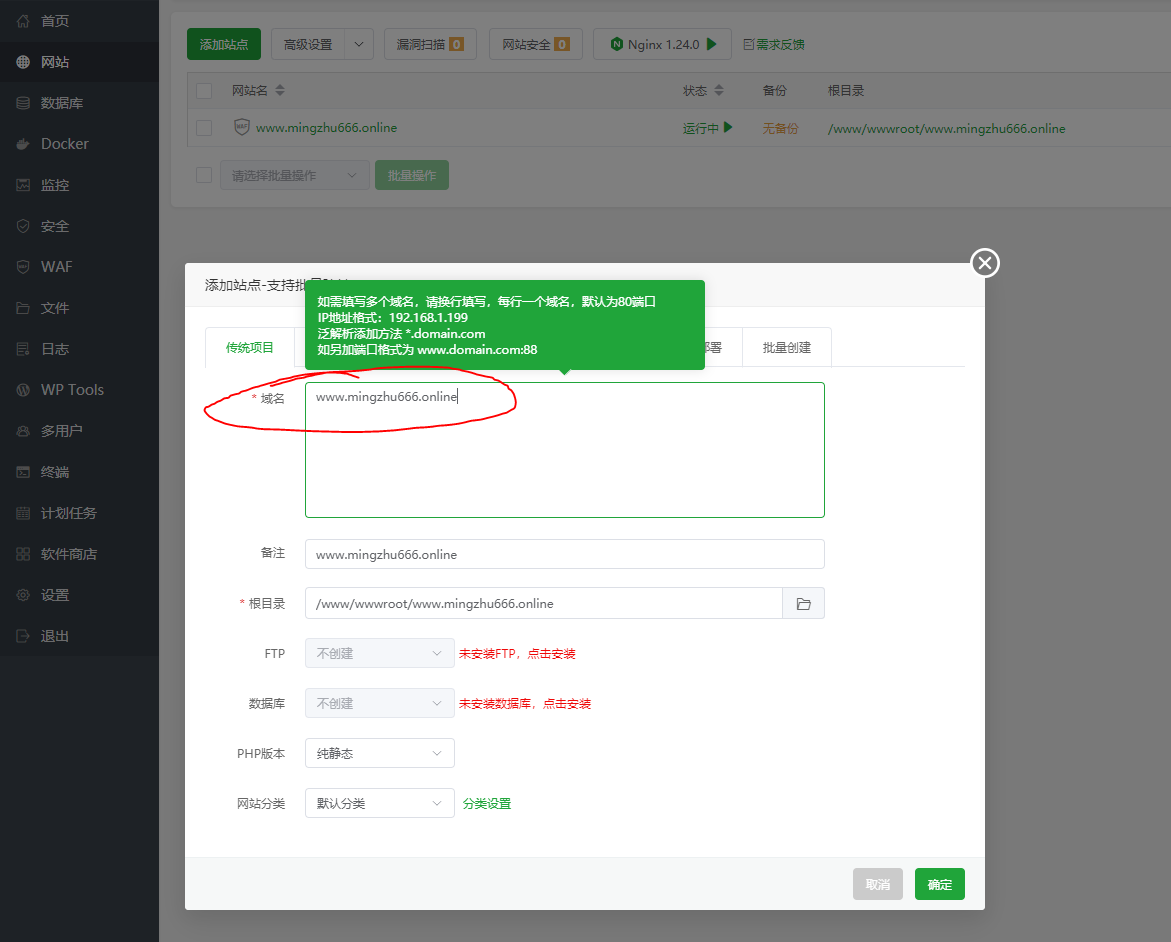 首页
网站
数据库
Docker
监控
安全
WAF
文件
日志
WP Tools
多用户
终端
计划任务
软件商店
设置
退出
添加站点 高级设置 漏洞扫描 0 网站安全 0 Nginx 1.24.0 需求反馈
网站名 状态 备份 根目录
WAF www.mingzhu666.online 运行中 无备份 /www/wwwroot/www.mingzhu666.online
请选择批量操作 批量操作
添加站点-支持批量
如需填写多个域名，请换行填写，每行一个域名，默认为80端口
IP地址格式：192.168.1.199
泛解析添加方法 *.domain.com
如另加端口格式为 www.domain.com:88
传统项目 部署 批量创建
* 域名 www.mingzhu666.online
备注 www.mingzhu666.online
* 根目录 /www/wwwroot/www.mingzhu666.online
FTP 不创建 未安装FTP，点击安装
数据库 不创建 未安装数据库，点击安装
PHP版本 纯静态
网站分类 默认分类 分类设置
取消 确定